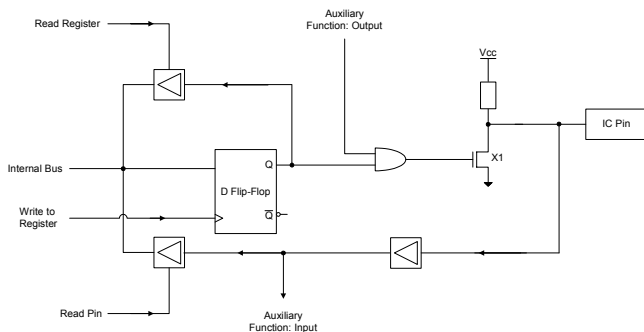 Auxiliary
Function: Output
Read Register
Vcc
IC Pin
X1
Internal Bus
Q
D Flip-Flop
Q
Write to
Register
Read Pin
Auxiliary
Function: Input